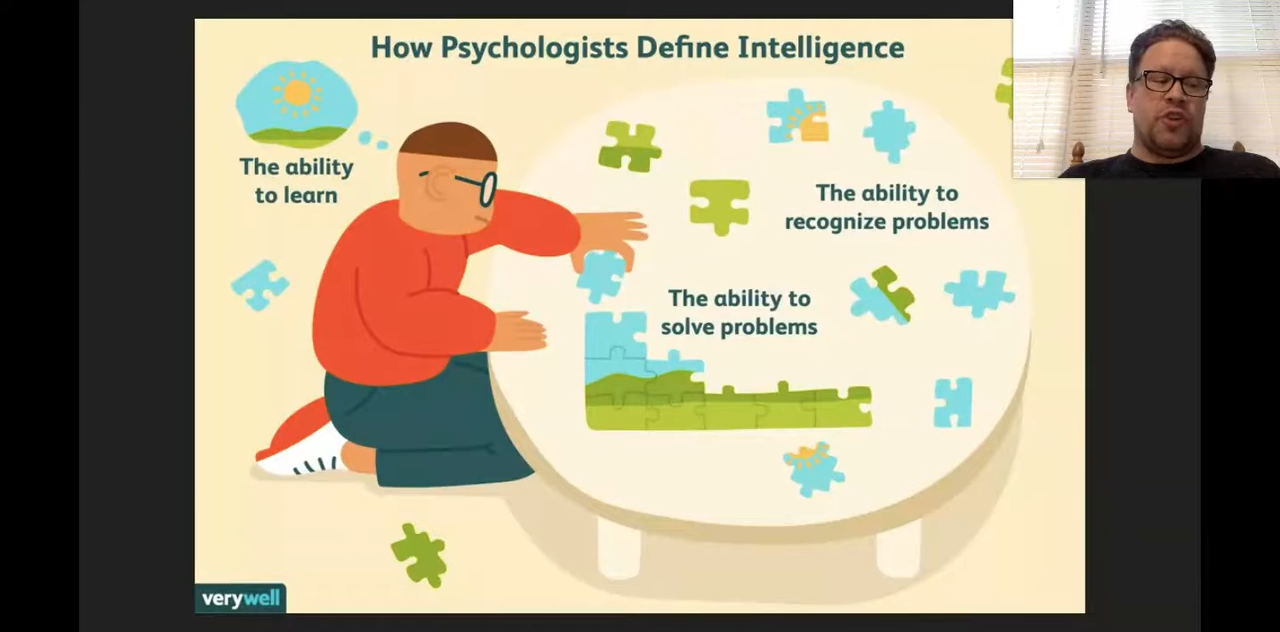 How Psychologists Define Intelligence
The ability
to learn
The ability to
recognize problems
The ability to
solve problems
verywell